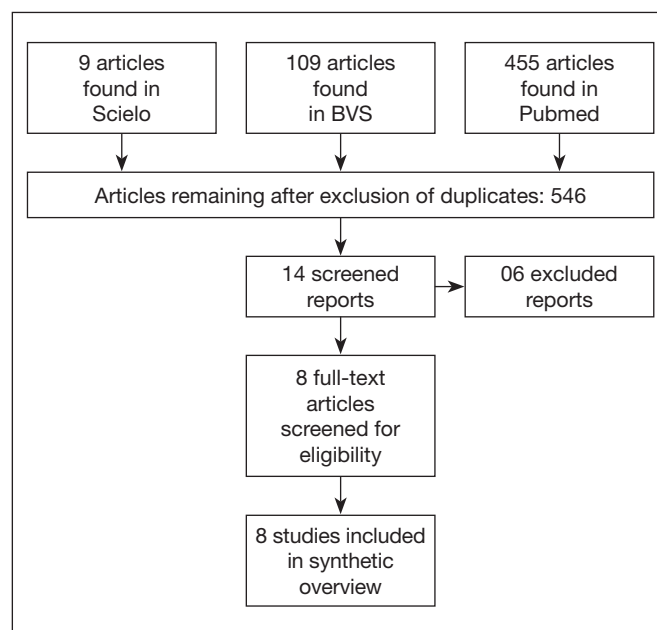 9 articles
found in
Scielo
109 articles
found
in BVS
455 articles
found in
Pubmed
Articles remaining after exclusion of duplicates: 546
14 screened
reports
06 excluded
reports
8 full-text
articles
screened for
eligibility
8 studies included
in synthetic
overview